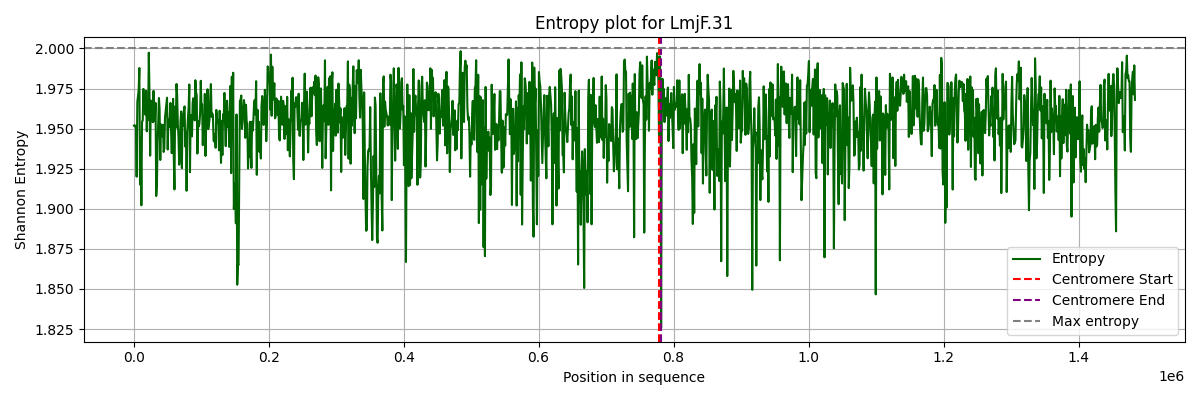 Entropy plot for LmjF.31
Shannon Entropy
2.000
1.975
1.950
1.925
1.900
1.875
1.850
1.825
Entropy
Centromere Start
Centromere End
Max entropy
0.0 0.2 0.4 0.6 0.8 1.0 1.2 1.4
1e6
Position in sequence